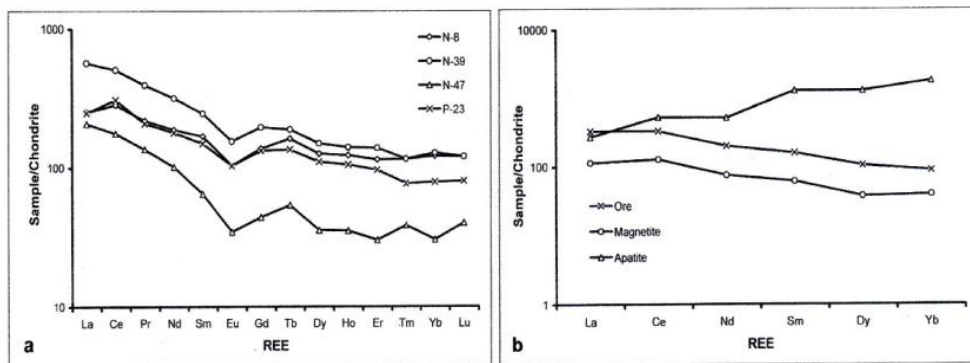 1000
100
10
Sample/Chondrite
N-8
N-39
N-47
P-23
La Ce Pr Nd Sm Eu Gd Tb Dy Ho Er Tm Yb Lu
REE
a
10000
100
1
Sample/Chondrite
Ore
Magnetite
Apatite
La Ce Nd Sm Dy Yb
REE
b